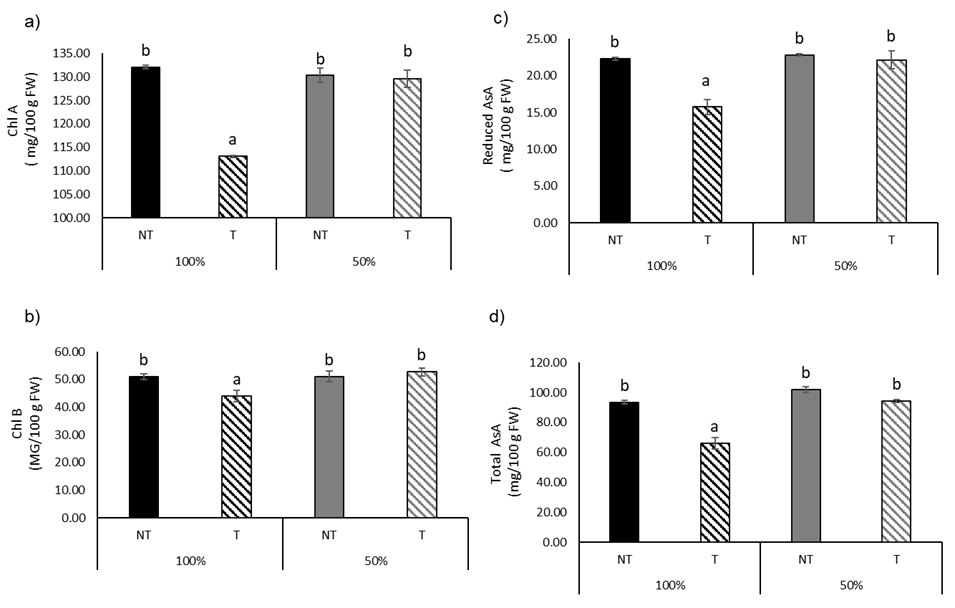 a)
Chl A
( mg/100 g FW)
135.00
130.00
125.00
120.00
115.00
110.00
105.00
100.00
b
a
b
b
NT
T
NT
T
100%
50%
c)
Reduced AsA
( mg/100 g FW)
25.00
20.00
15.00
10.00
5.00
0.00
b
a
b
b
NT
T
NT
T
100%
50%
b)
Chl B
(MG/100 g FW)
60.00
50.00
40.00
30.00
20.00
10.00
0.00
b
a
b
b
NT
T
NT
T
100%
50%
d)
Total AsA
(mg/100 g FW)
120.00
100.00
80.00
60.00
40.00
20.00
0.00
b
a
b
b
NT
T
NT
T
100%
50%